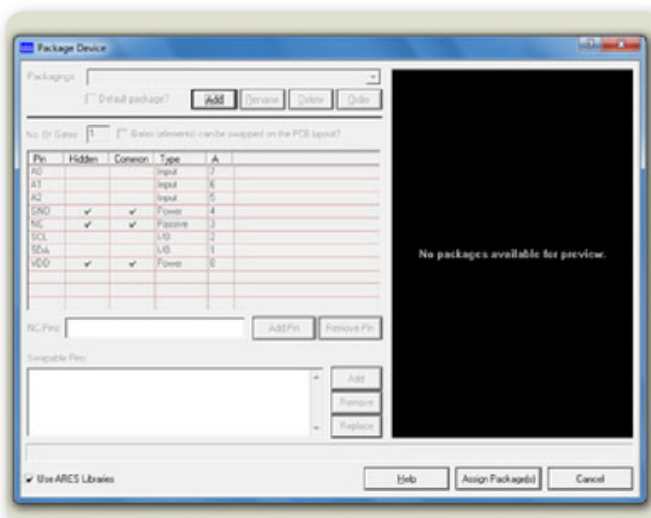 Package Device
Packagings:
Default package? Add Rename Delete Order
No. Of Gates: 1 Gates (elements) can be swapped on the PCB layout?
Pin Hidden Common Type A
A0 Input 7
A1 Input 6
A2 Input 5
GND ✓ ✓ Power 4
NC ✓ ✓ Passive 3
SCL I/O 2
SDA I/O 1
VDD ✓ ✓ Power 8
No packages available for preview.
NC Pins: Add Pin Remove Pin
Swapable Pins:
Add
Remove
Replace
Use ARES Libraries Help Assign Package(s) Cancel